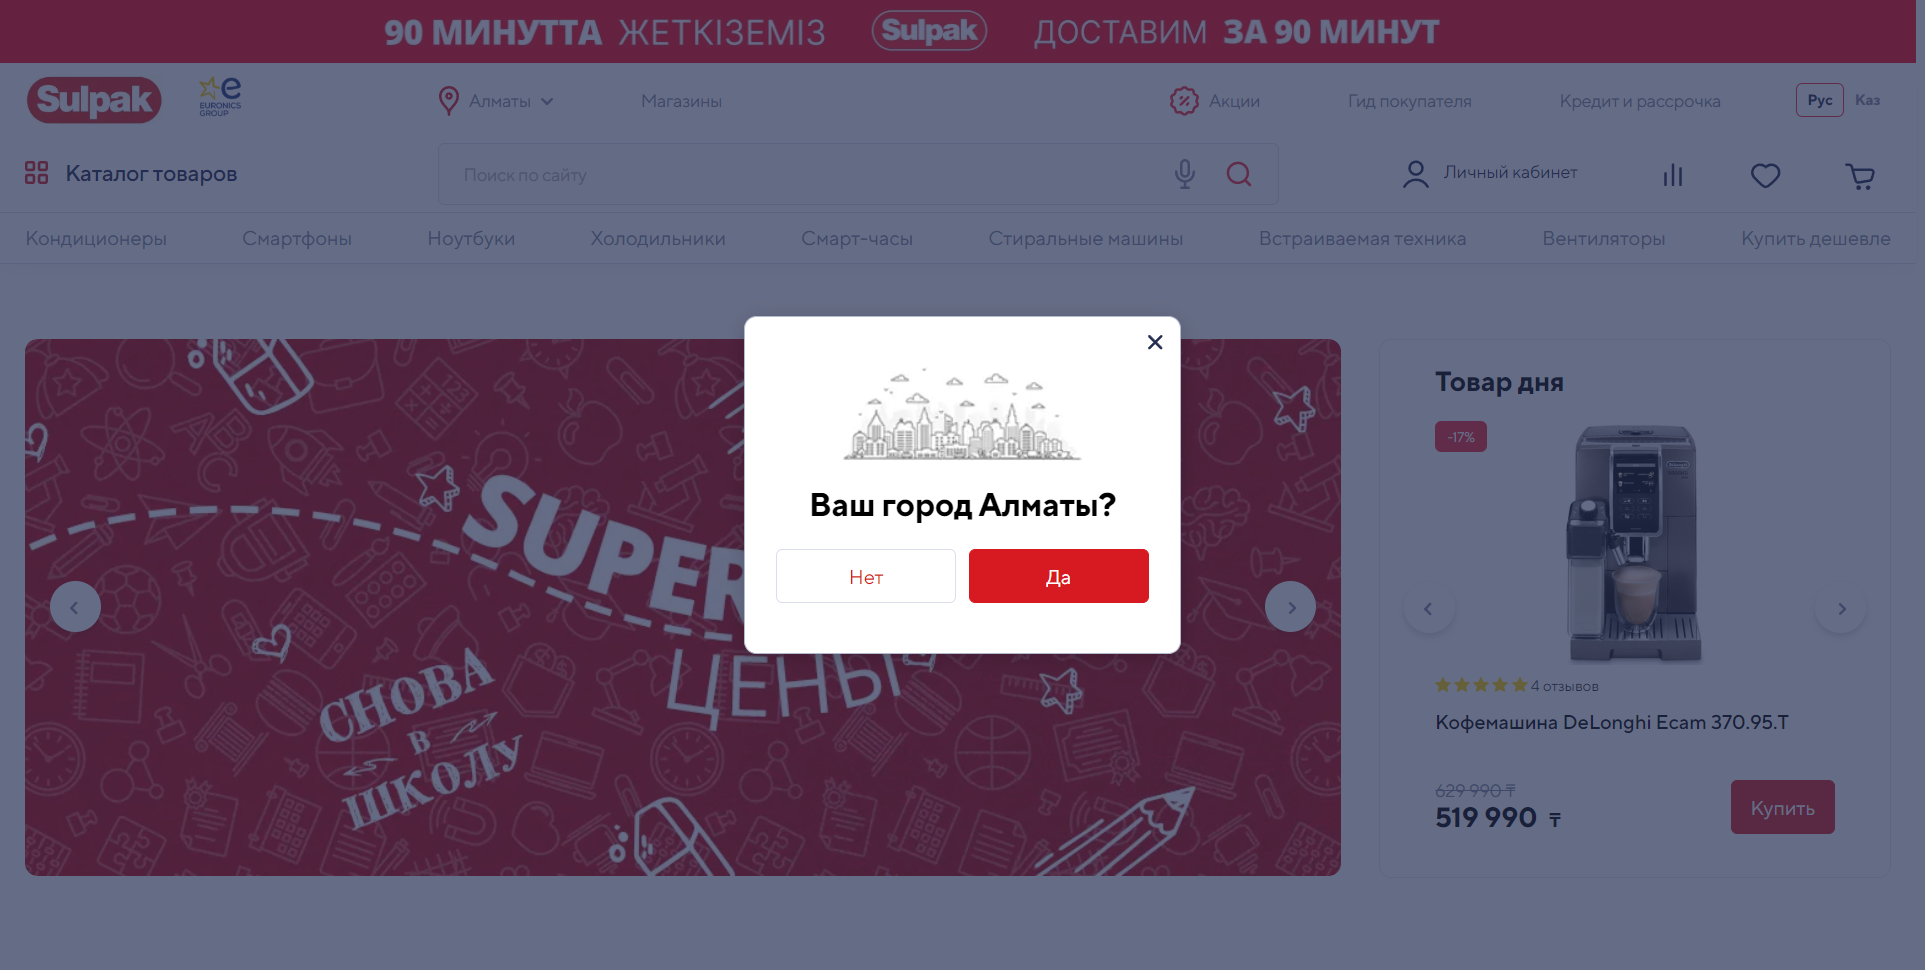 90 МИНУТТА ЖЕТКІЗЕМІЗ Sulpak ДОСТАВИМ ЗА 90 МИНУТ
Sulpak
e
EURONICS
GROUP
Алматы
Магазины
Акции
Гид покупателя
Кредит и рассрочка
Рус
Каз
Каталог товаров
Поиск по сайту
Личный кабинет
Кондиционеры
Смартфоны
Ноутбуки
Холодильники
Смарт-часы
Стиральные машины
Встраиваемая техника
Вентиляторы
Купить дешевле
Ваш город Алматы?
Нет
Да
SUPER
ЦЕНЫ
СНОВА
В
ШКОЛУ
Товар дня
-17%
4 отзывов
Кофемашина DeLonghi Ecam 370.95.T
629 990 ₸
519 990 ₸
Купить